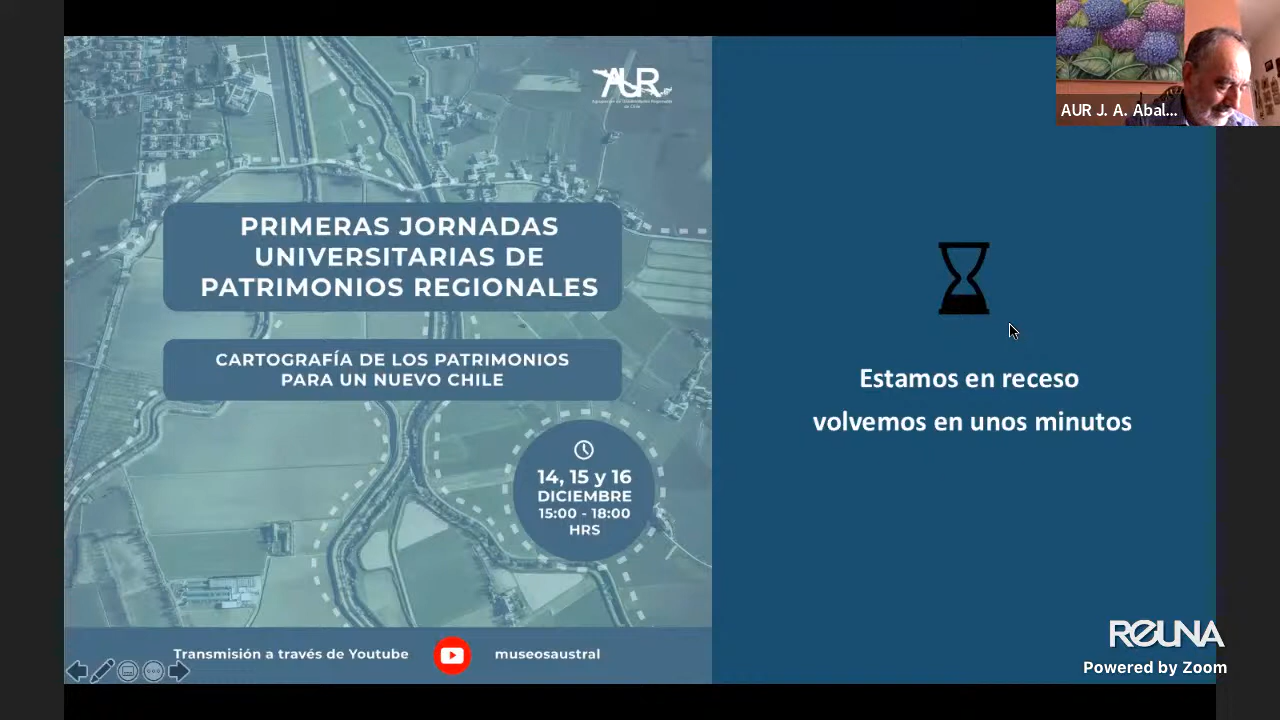 AUR
PRIMERAS JORNADAS
UNIVERSITARIAS DE
PATRIMONIOS REGIONALES
CARTOGRAFÍA DE LOS PATRIMONIOS
PARA UN NUEVO CHILE
14, 15 y 16
DICIEMBRE
15:00 - 18:00
HRS
Transmisión a través de Youtube
museosaustral
Estamos en receso
volvemos en unos minutos
AUR J. A. Abal...
REUNA
Powered by Zoom